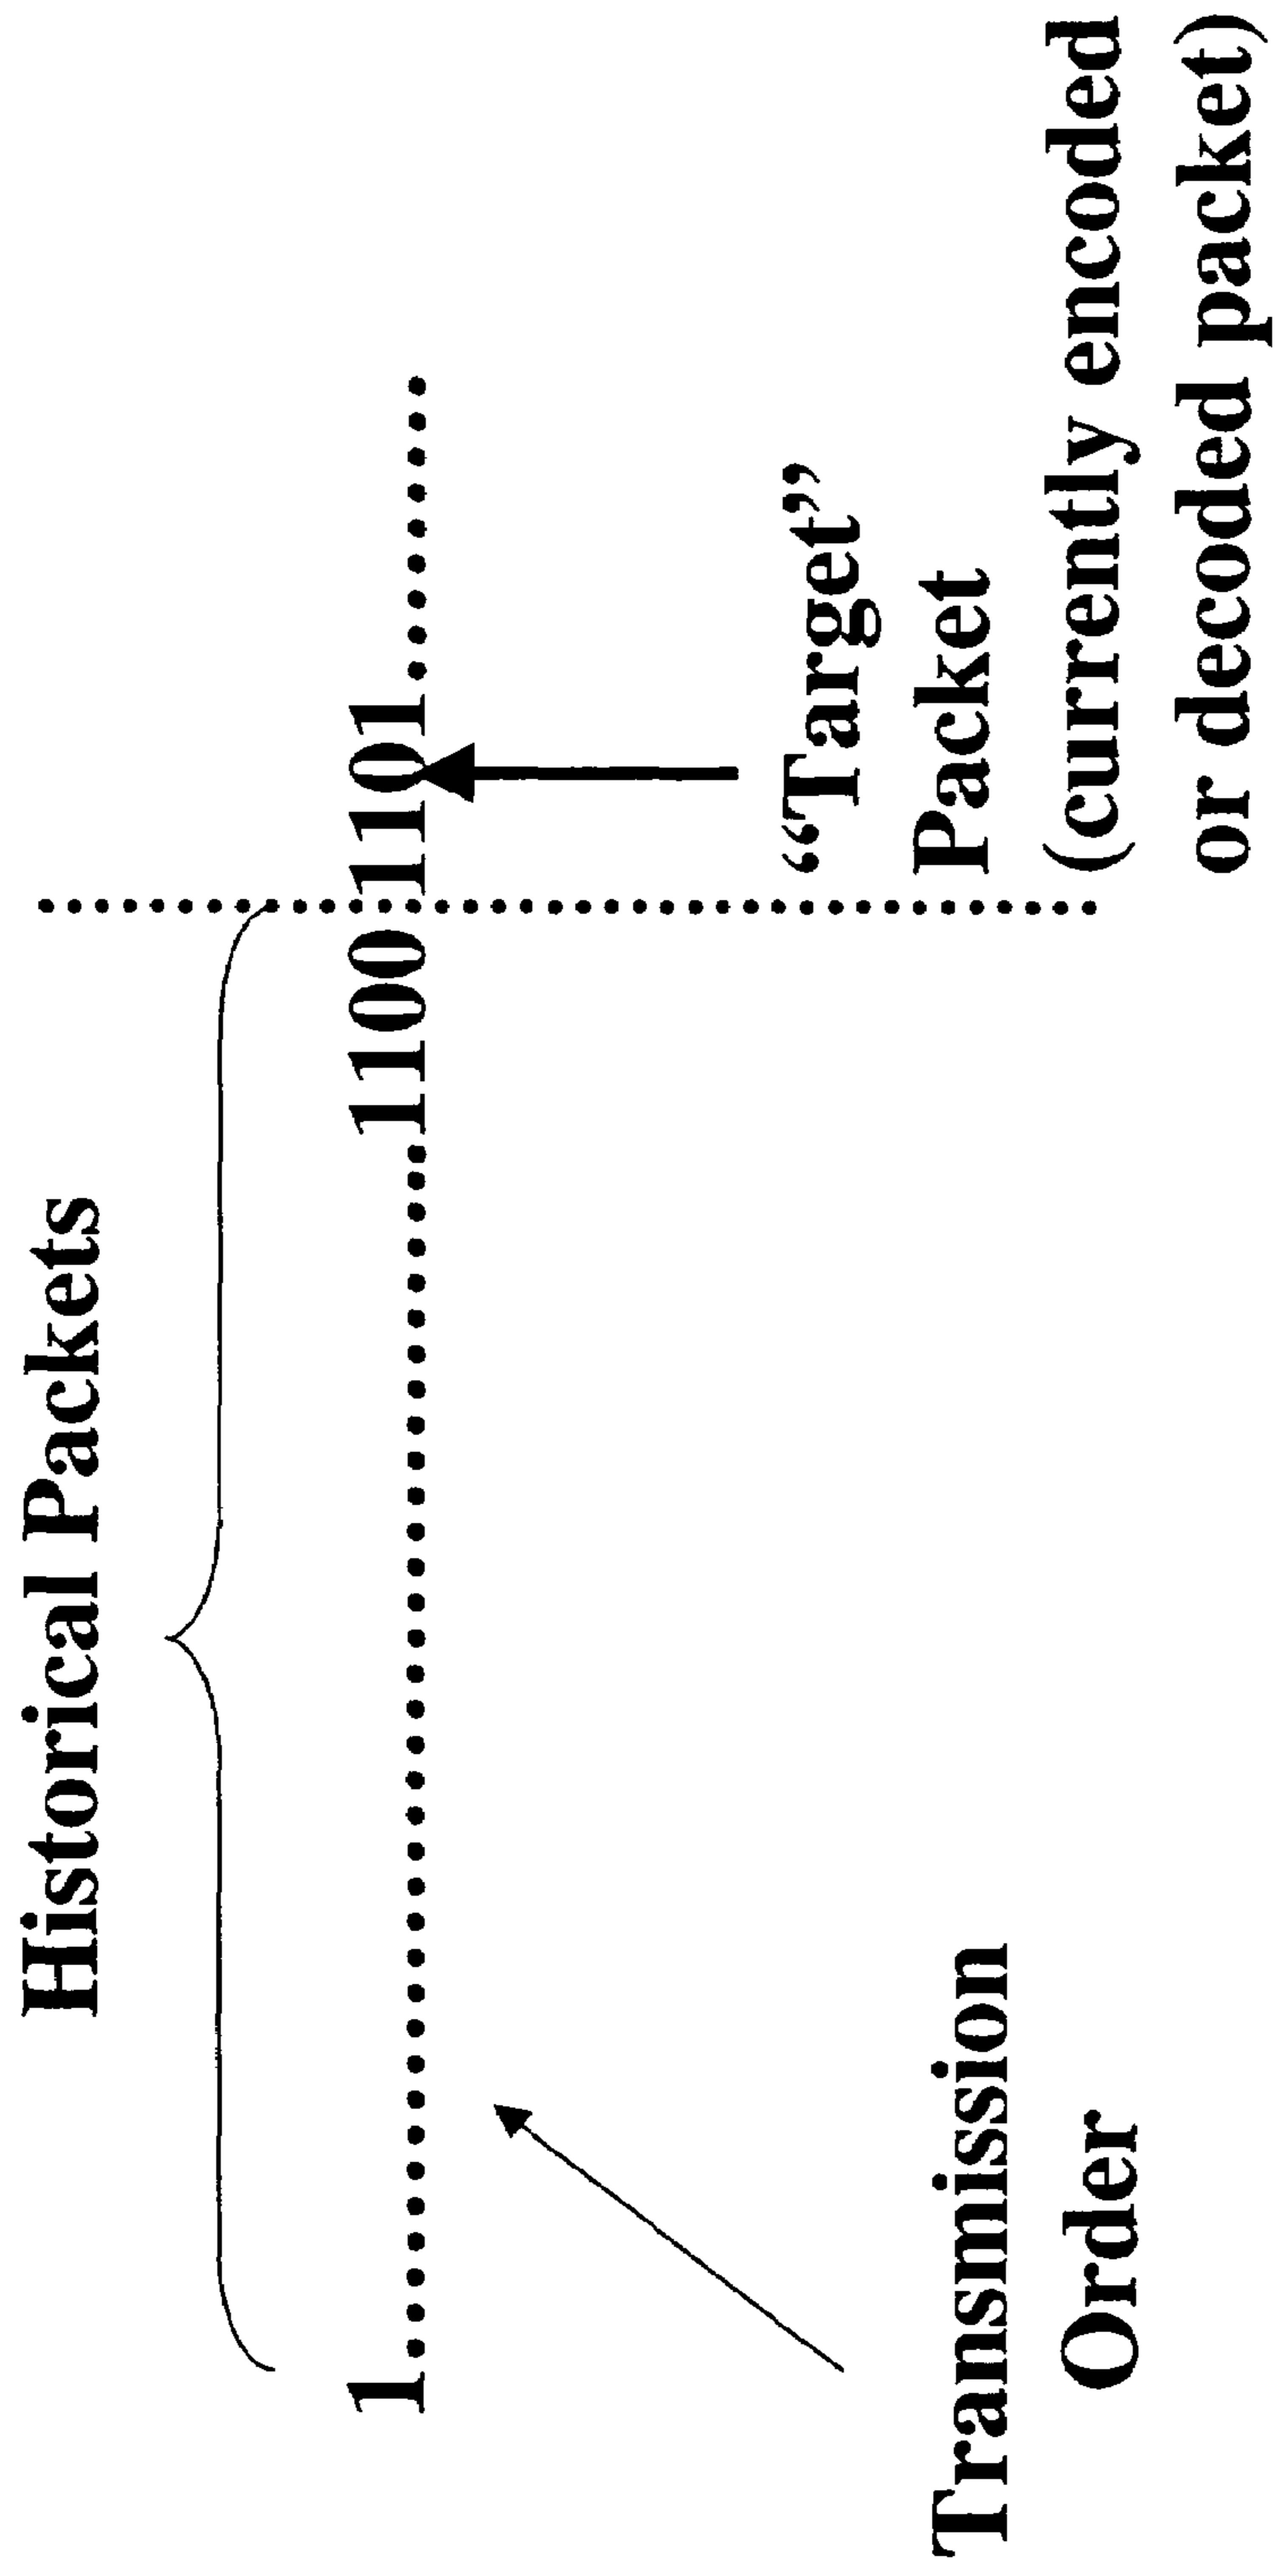 Historical Packets
1................................... 1100 1101.........
“Target”
Packet
(currently encoded
or decoded packet)
Transmission
Order